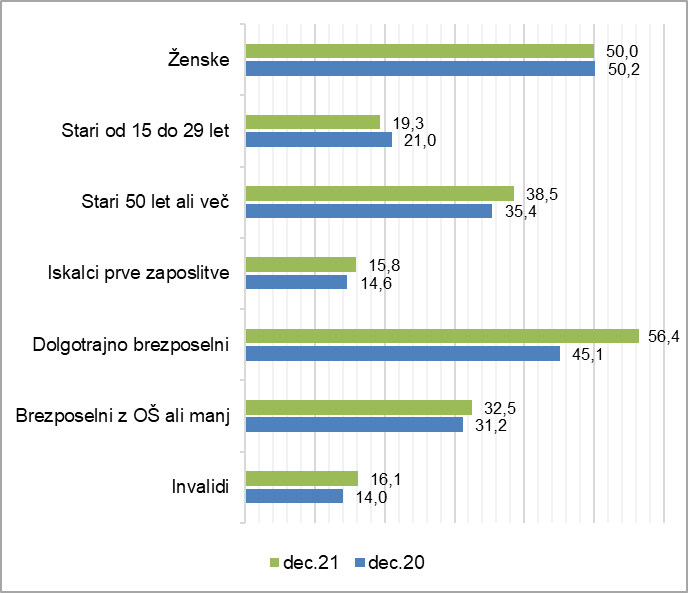 Ženske
50,0
50,2
Stari od 15 do 29 let
19,3
21,0
Stari 50 let ali več
38,5
35,4
Iskalci prve zaposlitve
15,8
14,6
Dolgotrajno brezposelni
56,4
45,1
Brezposelni z OŠ ali manj
32,5
31,2
Invalidi
16,1
14,0
dec.21 dec.20